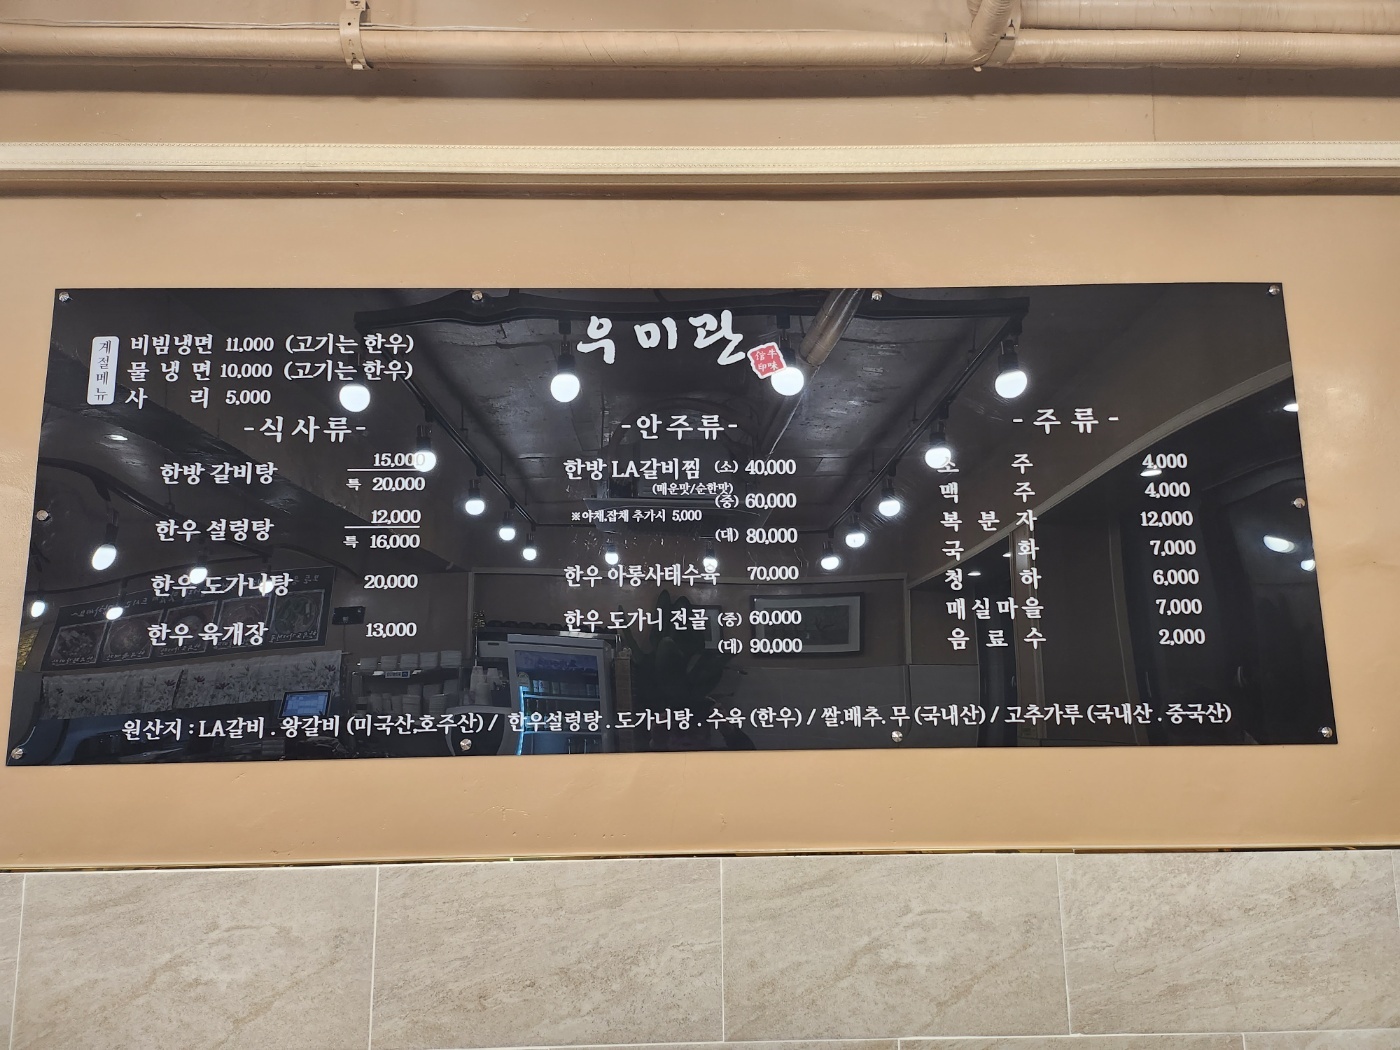 우미관
信牛
印味
계절메뉴
비빔냉면 11,000 (고기는 한우)
물 냉 면 10,000 (고기는 한우)
사 리 5,000
-식사류-
한방 갈비탕 15,000
특 20,000
한우 설렁탕 12,000
특 16,000
한우 도가니탕 20,000
한우 육개장 13,000
-안주류-
한방 LA갈비찜 (소) 40,000
(매운맛/순한맛)
(중) 60,000
※야채,잡채 추가시 5,000
(대) 80,000
한우 아롱사태수육 70,000
한우 도가니 전골 (중) 60,000
(대) 90,000
-주류-
소 주 4,000
맥 주 4,000
복 분 자 12,000
국 화 7,000
청 하 6,000
매실마을 7,000
음 료 수 2,000
원산지 : LA갈비 . 왕갈비 (미국산,호주산) / 한우설렁탕 . 도가니탕 . 수육 (한우) / 쌀.배추. 무 (국내산) / 고추가루 (국내산 . 중국산)